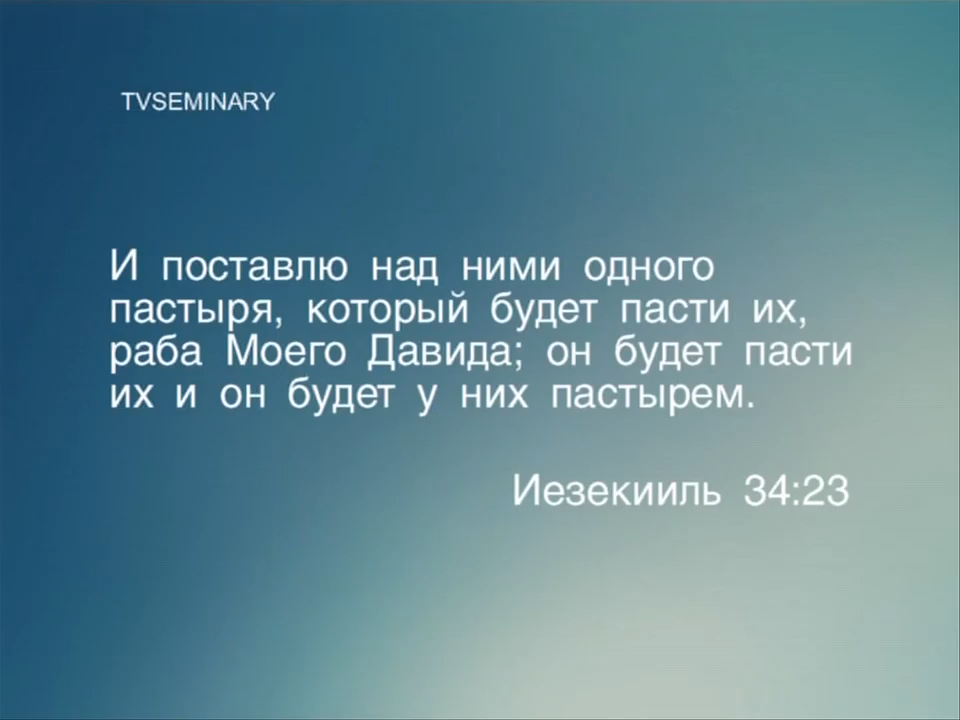 TVSEMINARY
И поставлю над ними одного
пастыря, который будет пасти их,
раба Моего Давида; он будет пасти
их и он будет у них пастырем.
Иезекииль 34:23